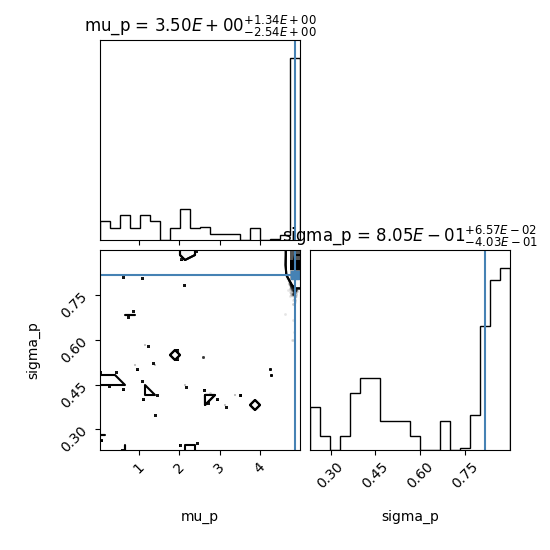 mu_p = 3.50E + 00+1.34E + 00
−2.54E + 00
sigma_p = 8.05E − 01+6.57E − 02
−4.03E − 01
0.75
0.60
0.45
0.30
sigma_p
1 2 3 4
mu_p
0.30 0.45 0.60 0.75
sigma_p